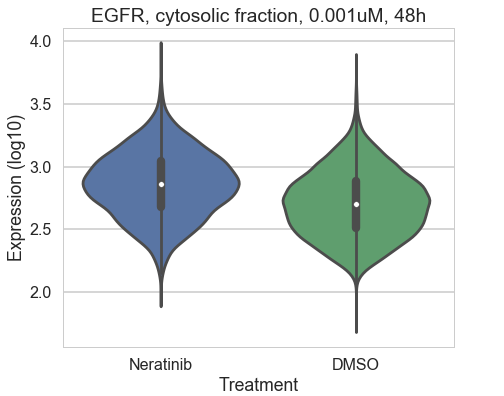 EGFR, cytosolic fraction, 0.001uM, 48h
Expression (log10)
4.0
3.5
3.0
2.5
2.0
Neratinib DMSO
Treatment